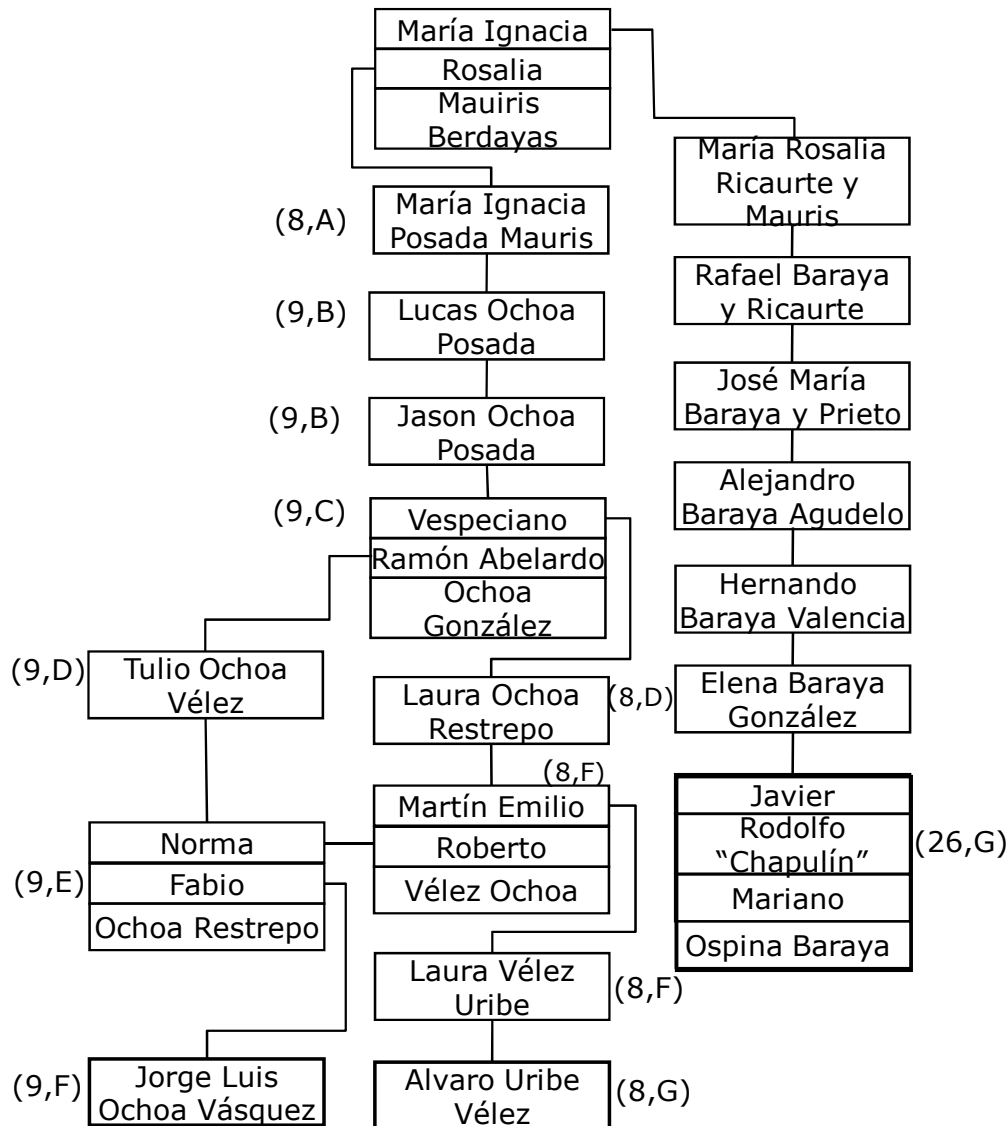 María Ignacia
Rosalia
Mauiris
Berdayas
María Rosalia
Ricaurte y
Mauris
(8,A)
María Ignacia
Posada Mauris
Rafael Baraya
y Ricaurte
(9,B)
Lucas Ochoa
Posada
José María
Baraya y Prieto
(9,B)
Jason Ochoa
Posada
Alejandro
Baraya Agudelo
(9,C)
Vespeciano
Ramón Abelardo
Ochoa
González
Hernando
Baraya Valencia
(9,D)
Tulio Ochoa
Vélez
Laura Ochoa
Restrepo
(8,D)
Elena Baraya
González
(8,F)
Martín Emilio
Roberto
Vélez Ochoa
Javier
Rodolfo
“Chapulín”
Mariano
Ospina Baraya
(26,G)
Norma
(9,E)
Fabio
Ochoa Restrepo
Laura Vélez
Uribe
(8,F)
(9,F)
Jorge Luis
Ochoa Vásquez
Alvaro Uribe
Vélez
(8,G)